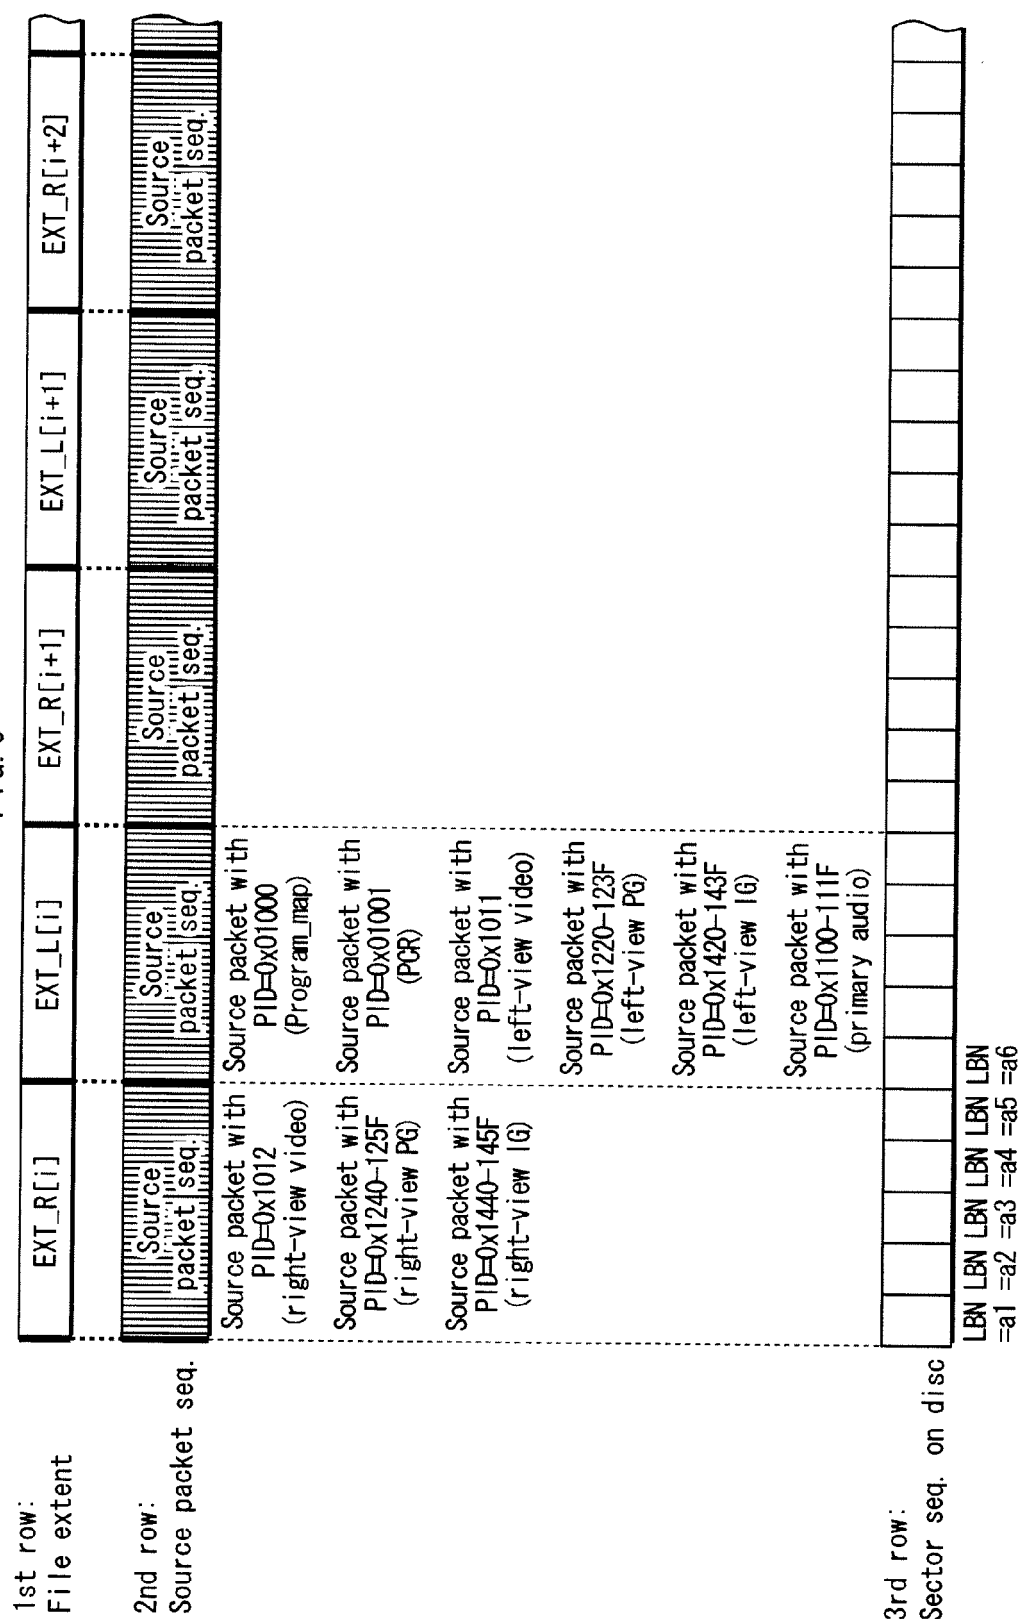 1st row:
File extent
EXT_R[i]
EXT_L[i]
EXT_R[i+1]
EXT_L[i+1]
EXT_R[i+2]
2nd row:
Source packet seq.
Source
packet seq.
Source
packet seq.
Source
packet seq.
Source
packet seq.
Source
packet seq.
Source packet with
PID=0x1012
(right-view video)
Source packet with
PID=0x1240-125F
(right-view PG)
Source packet with
PID=0x1440-145F
(right-view IG)
Source packet with
PID=0x01000
(Program_map)
Source packet with
PID=0x01001
(PCR)
Source packet with
PID=0x1011
(left-view video)
Source packet with
PID=0x1220-123F
(left-view PG)
Source packet with
PID=0x1420-143F
(left-view IG)
Source packet with
PID=0x1100-111F
(primary audio)
3rd row:
Sector seq. on disc
LBN LBN LBN LBN LBN LBN
=a1 =a2 =a3 =a4 =a5 =a6